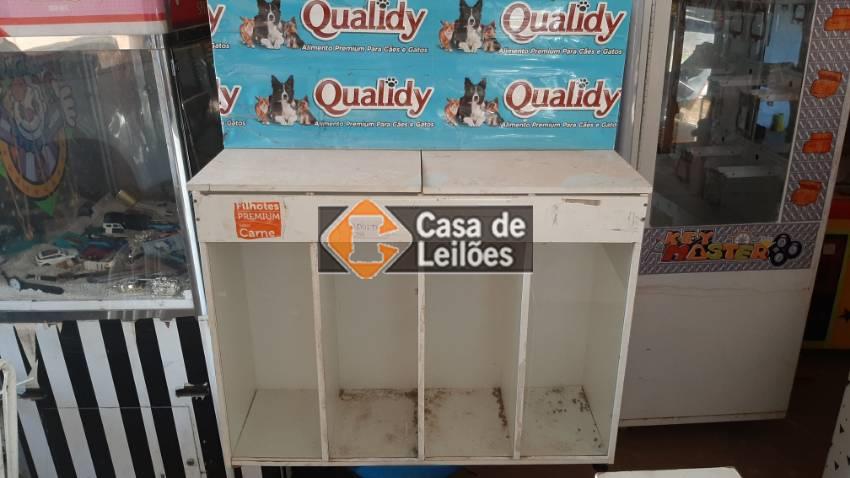 Qualidy
Alimento Premium Para Cães e Gatos
Qualidy
Alimento Premium Para Cães e Gatos
Gatos
Qualidy
Alimento Premium Para Cães e Gatos
Qualidy
Alimento Premium Para Cães e Gatos
Filhotes
PREMIUM
Carne
Casa de
Leilões
KEY
MASTER